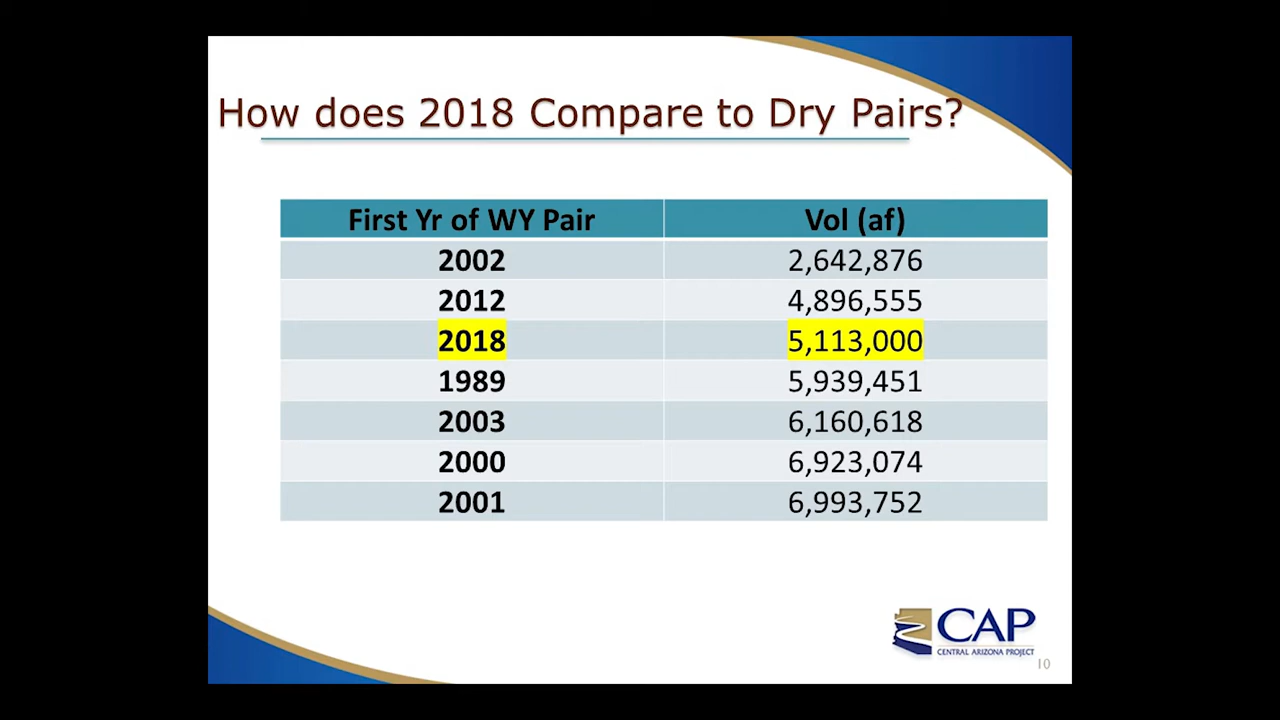 How does 2018 Compare to Dry Pairs?
First Yr of WY Pair Vol (af)
2002 2,642,876
2012 4,896,555
2018 5,113,000
1989 5,939,451
2003 6,160,618
2000 6,923,074
2001 6,993,752
CAP
CENTRAL ARIZONA PROJECT
10